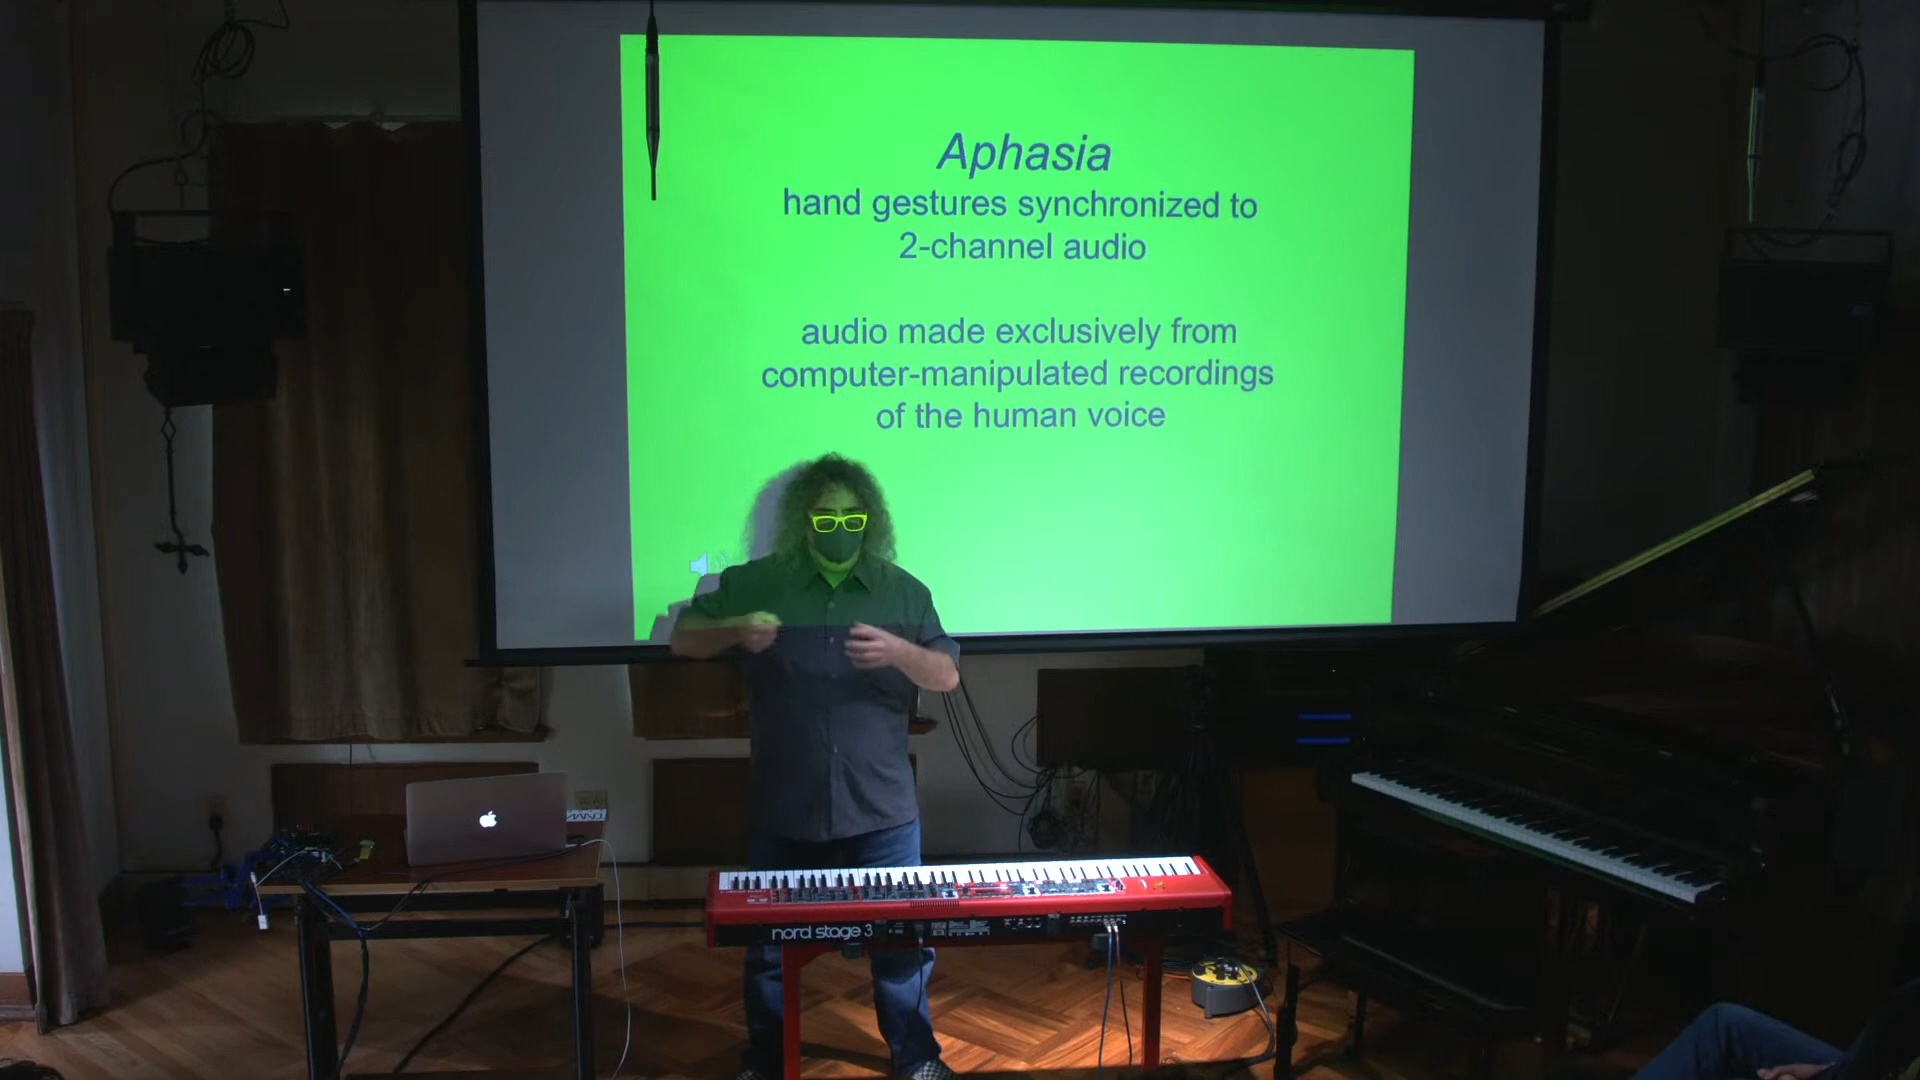 Aphasia
hand gestures synchronized to
2-channel audio
audio made exclusively from
computer-manipulated recordings
of the human voice
nord stage 3